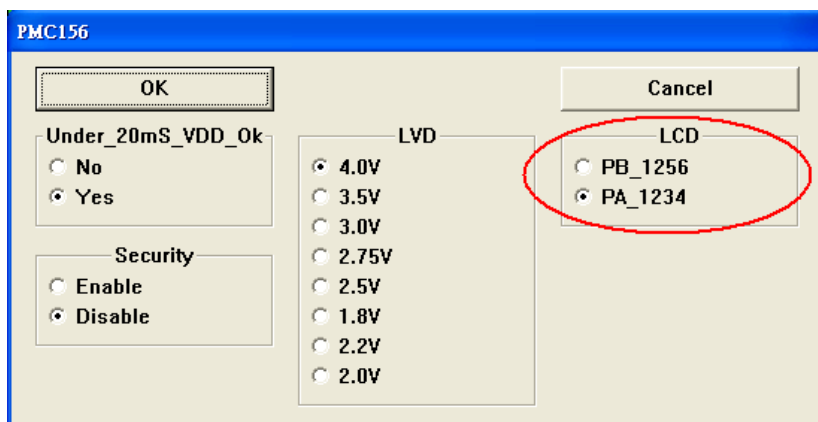 PMC156
OK
Cancel
Under_20mS_VDD_Ok
No
Yes
Security
Enable
Disable
LVD
4.0V
3.5V
3.0V
2.75V
2.5V
1.8V
2.2V
2.0V
LCD
PB_1256
PA_1234